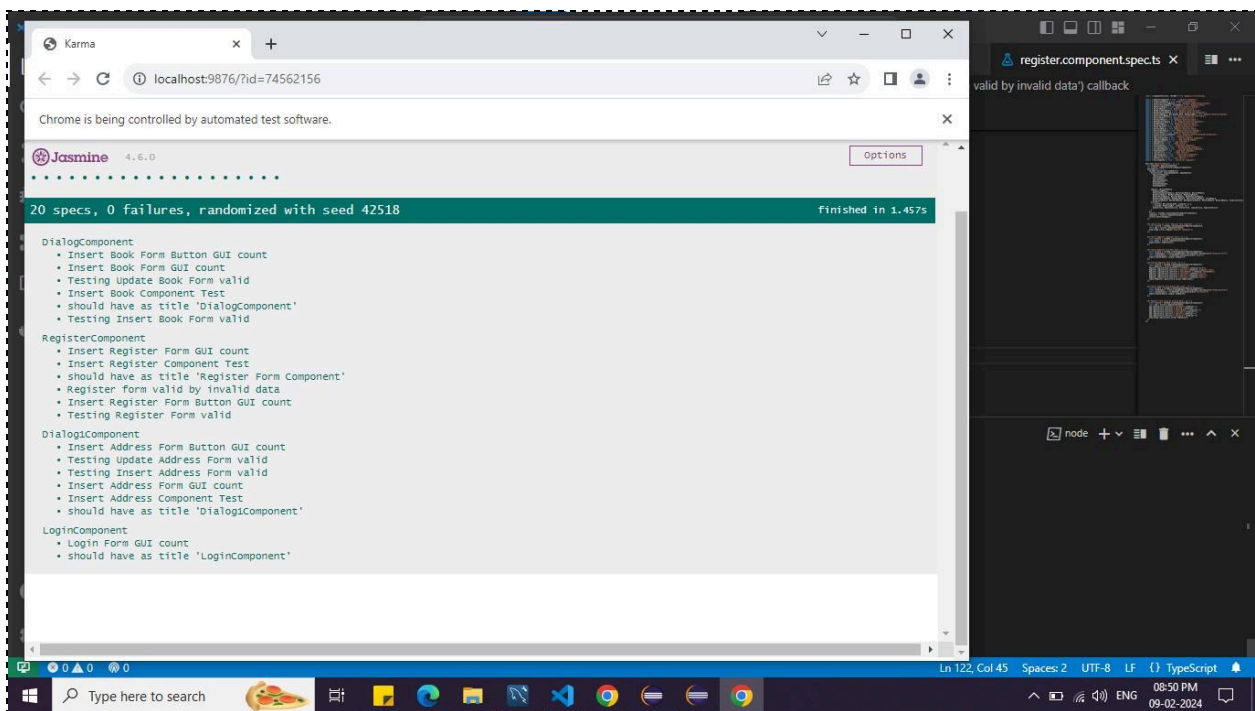 Karma
localhost:9876/?id=74562156
Chrome is being controlled by automated test software.
Jasmine 4.6.0
Options
20 specs, 0 failures, randomized with seed 42518
finished in 1.457s
DialogComponent
• Insert Book Form Button GUI count
• Insert Book Form GUI count
• Testing Update Book Form valid
• Insert Book Component Test
• should have as title 'DialogComponent'
• Testing Insert Book Form valid
RegisterComponent
• Insert Register Form GUI count
• Insert Register Component Test
• should have as title 'Register Form Component'
• Register form valid by invalid data
• Insert Register Form Button GUI count
• Testing Register Form valid
Dialog1Component
• Insert Address Form Button GUI count
• Testing Update Address Form valid
• Testing Insert Address Form valid
• Insert Address Form GUI count
• Insert Address Component Test
• should have as title 'Dialog1Component'
LoginComponent
• Login Form GUI count
• should have as title 'LoginComponent'
register.component.spec.ts
valid by invalid data') callback
node
0 0 0
Ln 122, Col 45 Spaces: 2 UTF-8 LF {} TypeScript
Type here to search
ENG
08:50 PM
09-02-2024